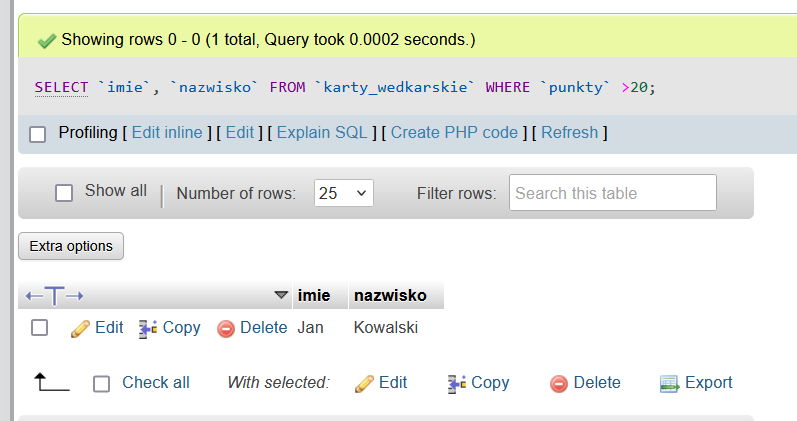 Showing rows 0 - 0 (1 total, Query took 0.0002 seconds.)
SELECT `imie`, `nazwisko` FROM `karty_wedkarskie` WHERE `punkty` >20;
Profiling [ Edit inline ] [ Edit ] [ Explain SQL ] [ Create PHP code ] [ Refresh ]
Show all | Number of rows: 25 Filter rows: Search this table
Extra options
←T→ imie nazwisko
Edit Copy Delete Jan Kowalski
Check all With selected: Edit Copy Delete Export